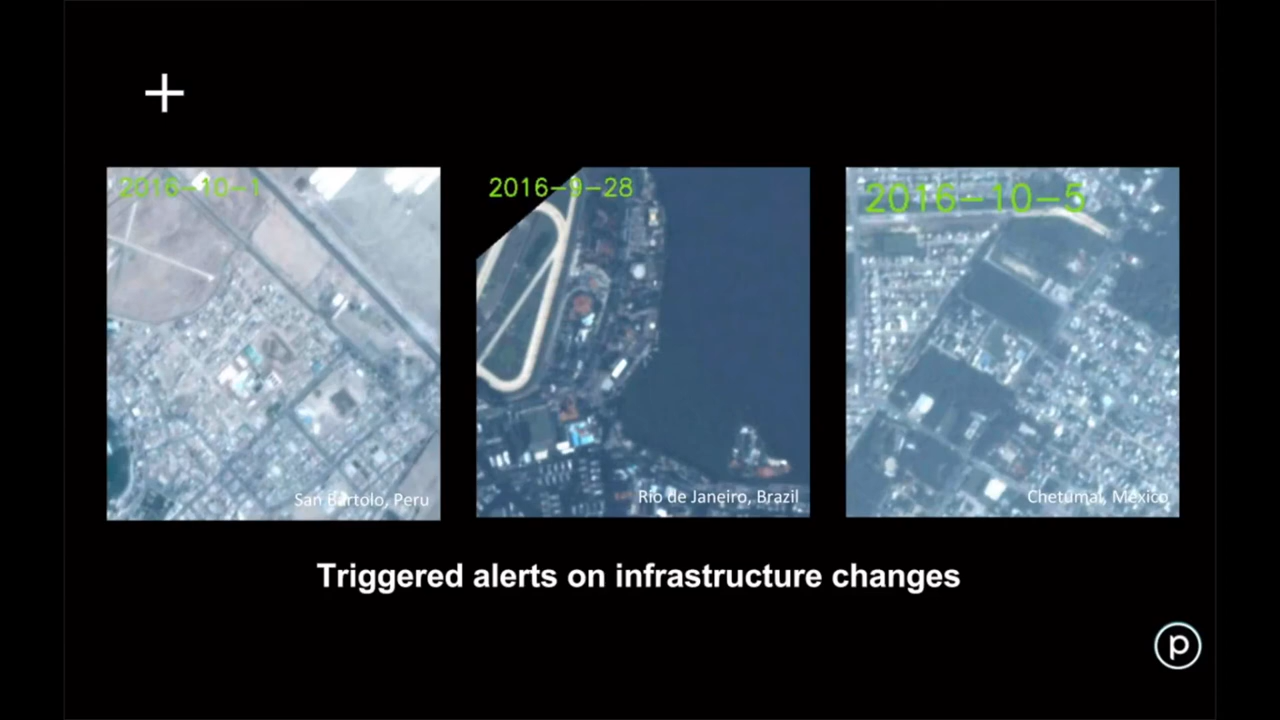 2016-10-1
2016-9-28
2016-10-5
San Bartolo, Peru
Rio de Janeiro, Brazil
Chetumal, Mexico
Triggered alerts on infrastructure changes
p